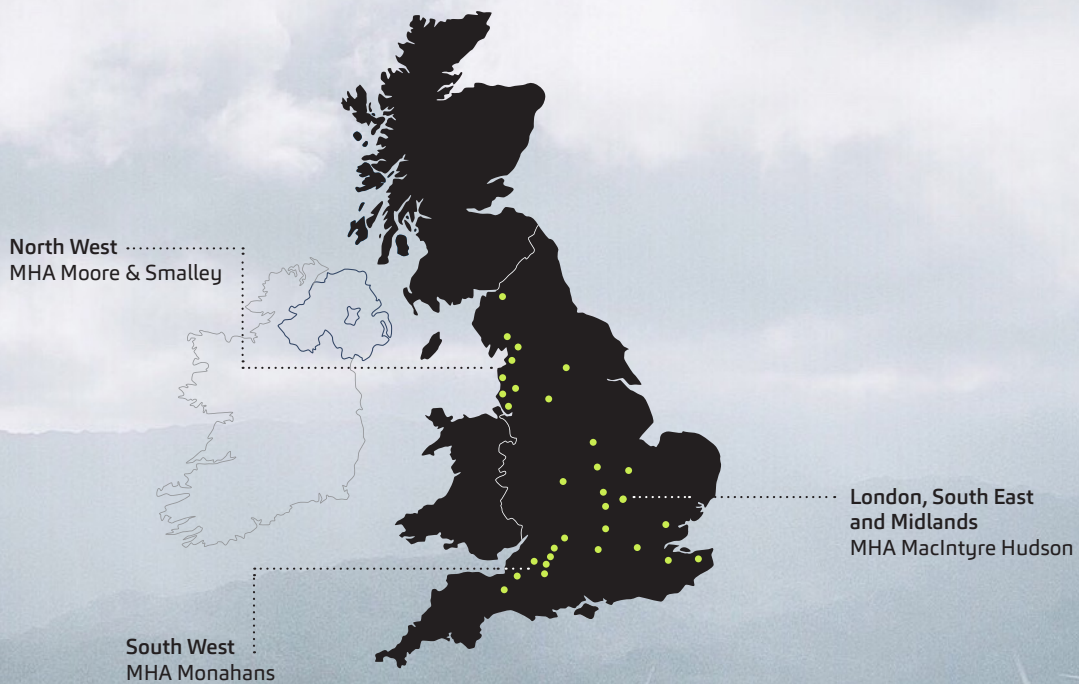 North West
MHA Moore & Smalley
London, South East
and Midlands
MHA MacIntyre Hudson
South West
MHA Monahans